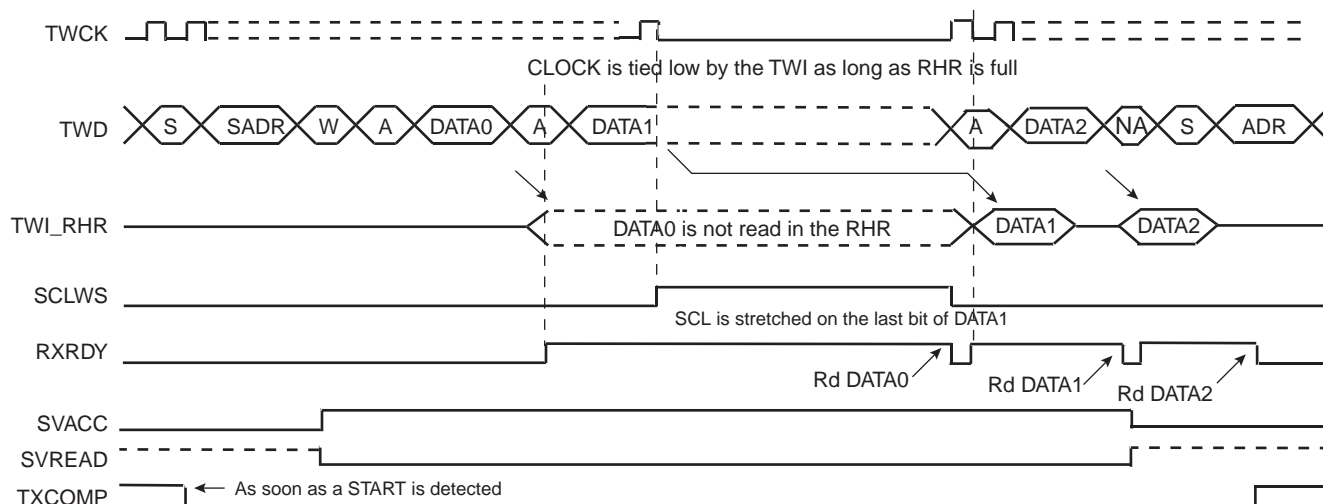 TWCK
CLOCK is tied low by the TWI as long as RHR is full
TWD S SADR W A DATA0 A DATA1 A DATA2 NA S ADR
TWI_RHR DATA0 is not read in the RHR DATA1 DATA2
SCLWS
SCL is stretched on the last bit of DATA1
RXRDY
Rd DATA0 Rd DATA1 Rd DATA2
SVACC
SVREAD
TXCOMP As soon as a START is detected